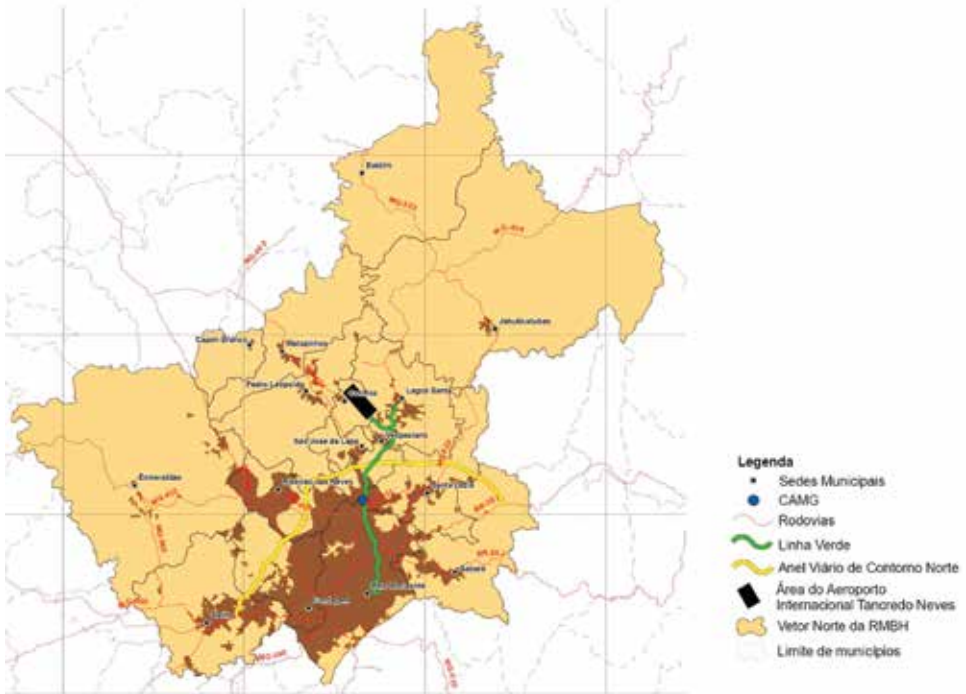 Baldim
Jaboticatubas
Capim Branco
Matozinhos
Pedro Leopoldo
Confins
Lagoa Santa
Vespasiano
São José da Lapa
Esmeraldas
Ribeirão das Neves
Santa Luzia
Sabará
Belo Horizonte
Contagem
Betim
Legenda
Sedes Municipais
CAMG
Rodovias
Linha Verde
Anel Viário de Contorno Norte
Área do Aeroporto
Internacional Tancredo Neves
Vetor Norte da RMBH
Limite de municípios